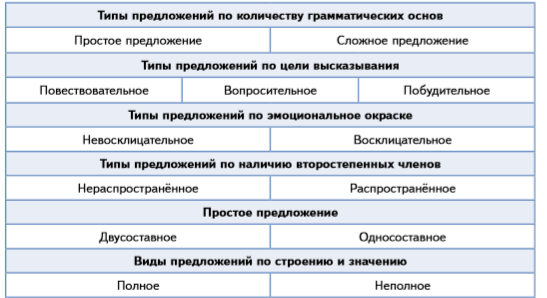 Типы предложений по количеству грамматических основ
Простое предложение Сложное предложение
Типы предложений по цели высказывания
Повествовательное Вопросительное Побудительное
Типы предложений по эмоциональное окраске
Невосклицательное Восклицательное
Типы предложений по наличию второстепенных членов
Нераспространённое Распространённое
Простое предложение
Двусоставное Односоставное
Виды предложений по строению и значению
Полное Неполное